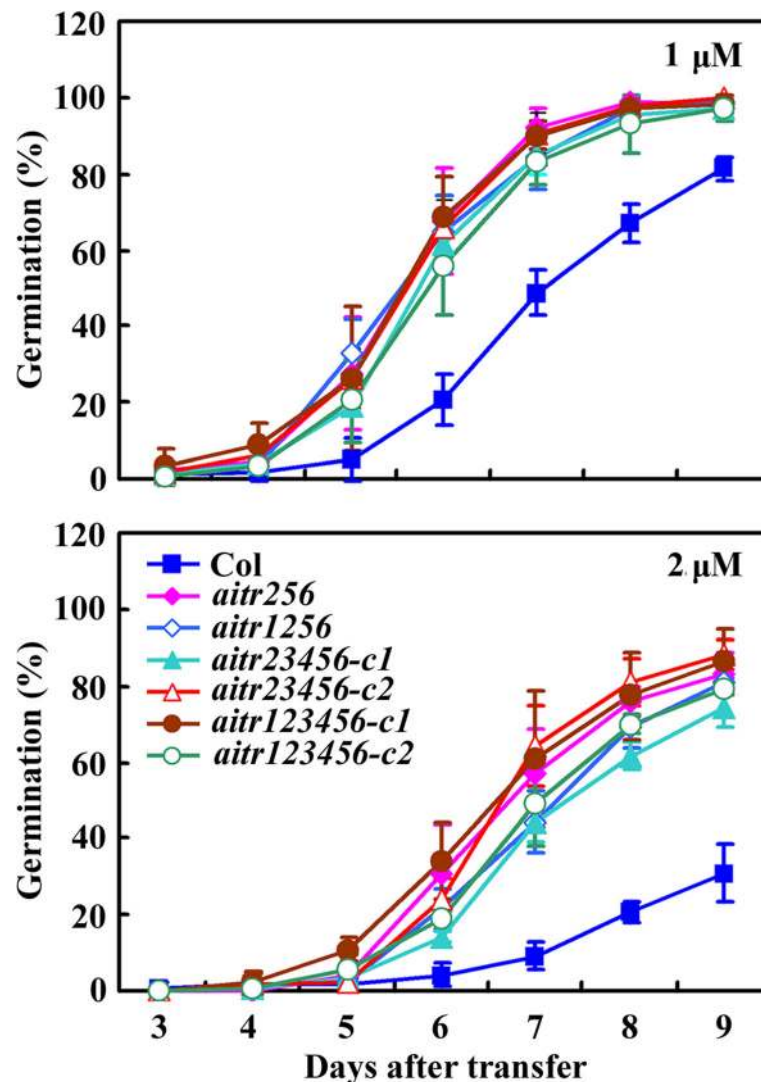 120
1 μM
100
80
60
40
20
0
Germination (%)
120
2 μM
100
80
60
40
20
0
Germination (%)
Col
aitr256
aitr1256
aitr23456-c1
aitr23456-c2
aitr123456-c1
aitr123456-c2
3 4 5 6 7 8 9
Days after transfer